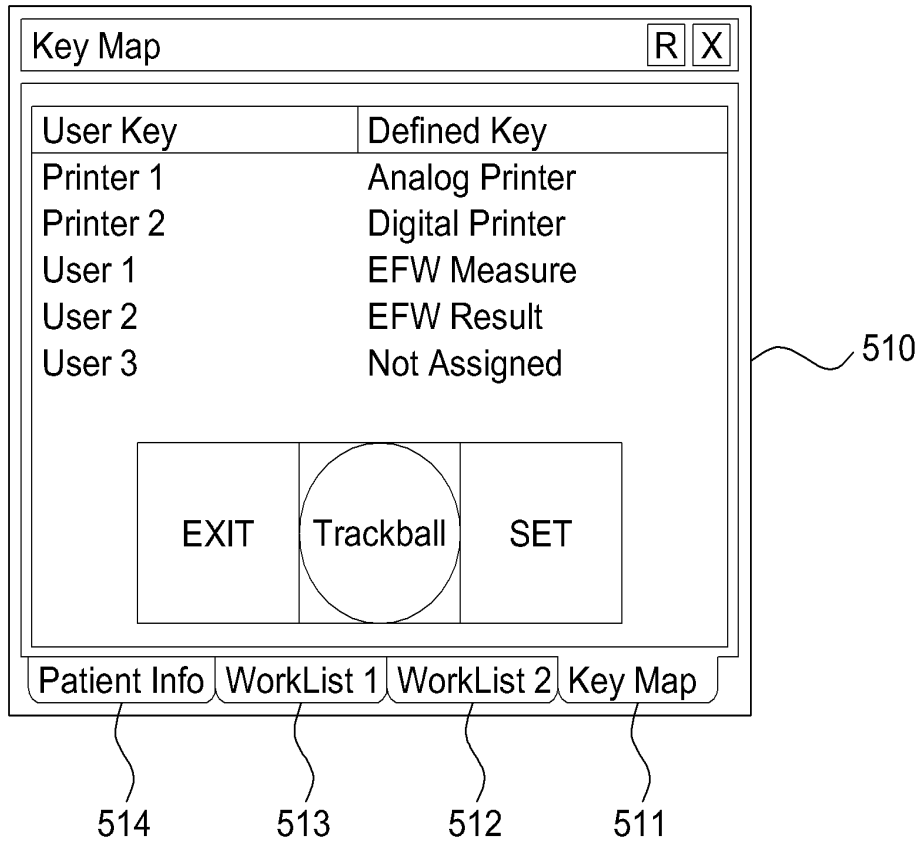 Key Map R X
User Key Defined Key
Printer 1 Analog Printer
Printer 2 Digital Printer
User 1 EFW Measure
User 2 EFW Result
User 3 Not Assigned
510
EXIT Trackball SET
Patient Info WorkList 1 WorkList 2 Key Map
514 513 512 511